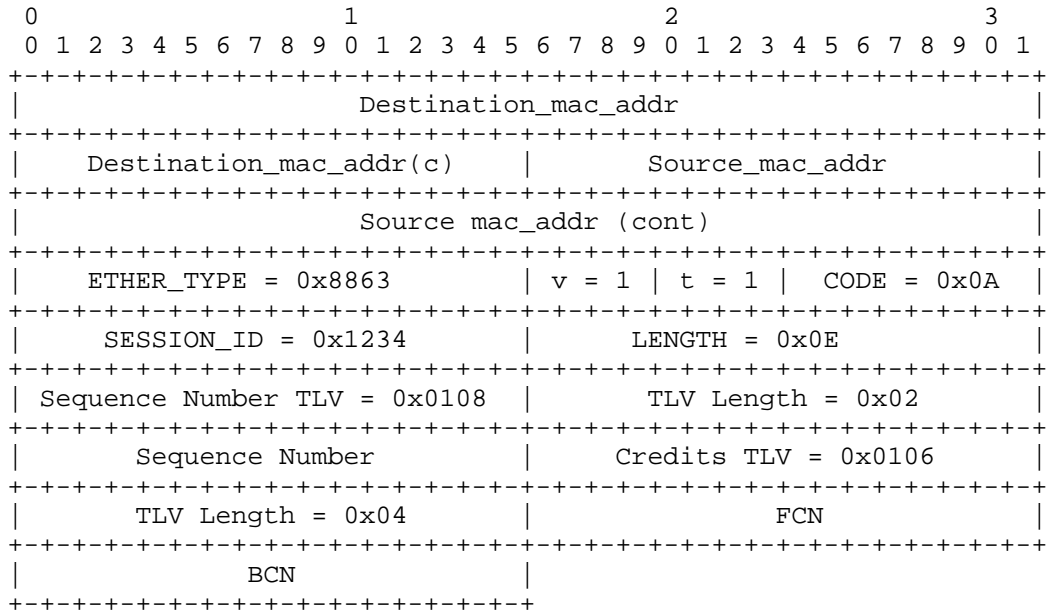 0                   1                   2                   3
 0 1 2 3 4 5 6 7 8 9 0 1 2 3 4 5 6 7 8 9 0 1 2 3 4 5 6 7 8 9 0 1
+-+-+-+-+-+-+-+-+-+-+-+-+-+-+-+-+-+-+-+-+-+-+-+-+-+-+-+-+-+-+-+-+
|                     Destination_mac_addr                      |
+-+-+-+-+-+-+-+-+-+-+-+-+-+-+-+-+-+-+-+-+-+-+-+-+-+-+-+-+-+-+-+-+
|    Destination_mac_addr(c)    |       Source_mac_addr         |
+-+-+-+-+-+-+-+-+-+-+-+-+-+-+-+-+-+-+-+-+-+-+-+-+-+-+-+-+-+-+-+-+
|                     Source mac_addr (cont)                    |
+-+-+-+-+-+-+-+-+-+-+-+-+-+-+-+-+-+-+-+-+-+-+-+-+-+-+-+-+-+-+-+-+
|    ETHER_TYPE = 0x8863        | v = 1 | t = 1 |  CODE = 0x0A  |
+-+-+-+-+-+-+-+-+-+-+-+-+-+-+-+-+-+-+-+-+-+-+-+-+-+-+-+-+-+-+-+-+
|     SESSION_ID = 0x1234       |      LENGTH = 0x0E            |
+-+-+-+-+-+-+-+-+-+-+-+-+-+-+-+-+-+-+-+-+-+-+-+-+-+-+-+-+-+-+-+-+
| Sequence Number TLV = 0x0108  |       TLV Length = 0x02       |
+-+-+-+-+-+-+-+-+-+-+-+-+-+-+-+-+-+-+-+-+-+-+-+-+-+-+-+-+-+-+-+-+
|       Sequence Number         |     Credits TLV = 0x0106      |
+-+-+-+-+-+-+-+-+-+-+-+-+-+-+-+-+-+-+-+-+-+-+-+-+-+-+-+-+-+-+-+-+
|       TLV Length = 0x04       |               FCN             |
+-+-+-+-+-+-+-+-+-+-+-+-+-+-+-+-+-+-+-+-+-+-+-+-+-+-+-+-+-+-+-+-+
|              BCN              |
+-+-+-+-+-+-+-+-+-+-+-+-+-+-+-+-+